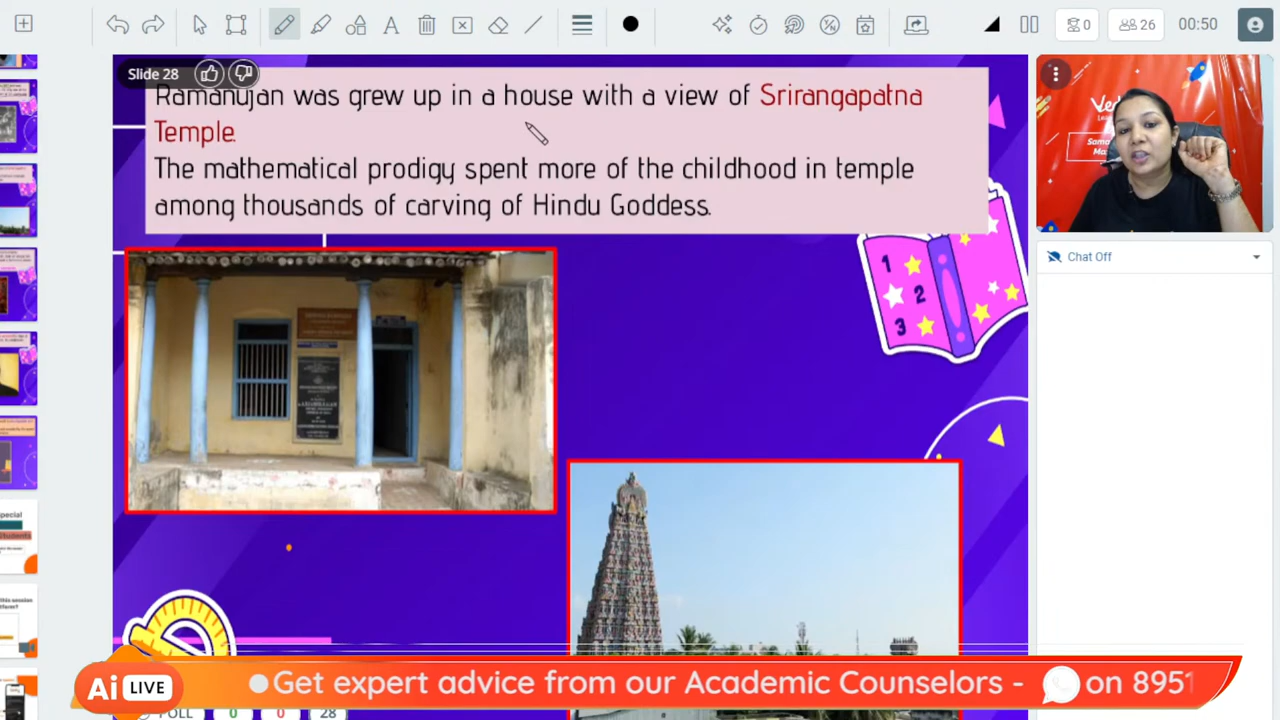 0
26
00:50
Slide 28
Ramanujan was grew up in a house with a view of Srirangapatna
Temple.
The mathematical prodigy spent more of the childhood in temple
among thousands of carving of Hindu Goddess.
Chat Off
1
2
3
Ai LIVE
Get expert advice from our Academic Counselors - on 8951
POLL 0 0 28